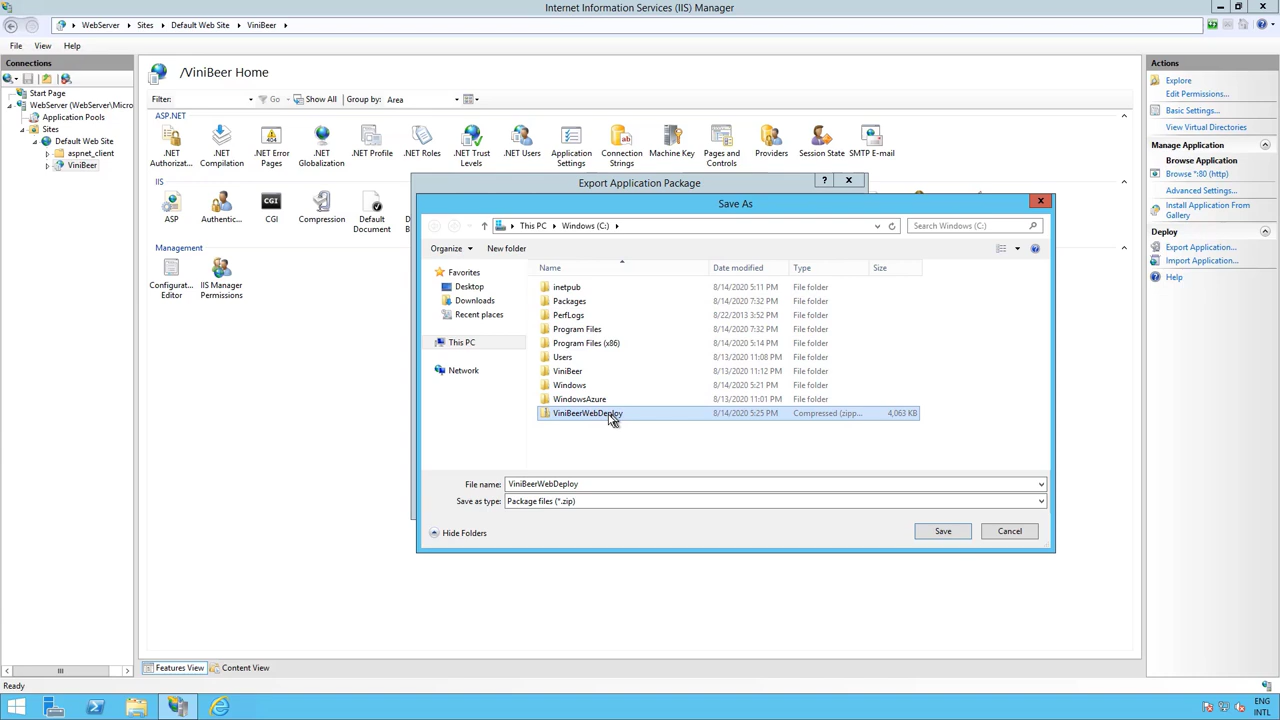 Internet Information Services (IIS) Manager
WebServer
Sites
Default Web Site
ViniBeer
File
View
Help
Connections
Start Page
WebServer (WebServer\Micro
Application Pools
Sites
Default Web Site
aspnet_client
ViniBeer
/ViniBeer Home
Filter:
Go
Show All
Group by:
Area
ASP.NET
.NET Authorizat...
.NET Compilation
.NET Error Pages
.NET Globalization
.NET Profile
.NET Roles
.NET Trust Levels
.NET Users
Application Settings
Connection Strings
Machine Key
Pages and Controls
Providers
Session State
SMTP E-mail
IIS
ASP
Authentic...
CGI
CGI
Compression
Default Document
Management
Configurat... Editor
IIS Manager Permissions
Export Application Package
?
Save As
This PC
Windows (C:)
Search Windows (C:)
Organize
New folder
Favorites
Desktop
Downloads
Recent places
This PC
Network
Name
Date modified
Type
Size
inetpub 8/14/2020 5:11 PM File folder
Packages 8/14/2020 7:32 PM File folder
PerfLogs 8/22/2013 3:52 PM File folder
Program Files 8/14/2020 7:32 PM File folder
Program Files (x86) 8/14/2020 5:14 PM File folder
Users 8/13/2020 11:08 PM File folder
ViniBeer 8/13/2020 11:12 PM File folder
Windows 8/14/2020 5:21 PM File folder
WindowsAzure 8/13/2020 11:01 PM File folder
ViniBeerWebDeploy 8/14/2020 5:25 PM Compressed (zipp... 4,063 KB
File name: ViniBeerWebDeploy
Save as type: Package files (*.zip)
Hide Folders
Save
Cancel
Actions
Explore
Edit Permissions...
Basic Settings...
View Virtual Directories
Manage Application
Browse Application
Browse *:80 (http)
Advanced Settings...
Install Application From Gallery
Deploy
Export Application...
Import Application...
Help
Features View
Content View
Ready
ENG
INTL